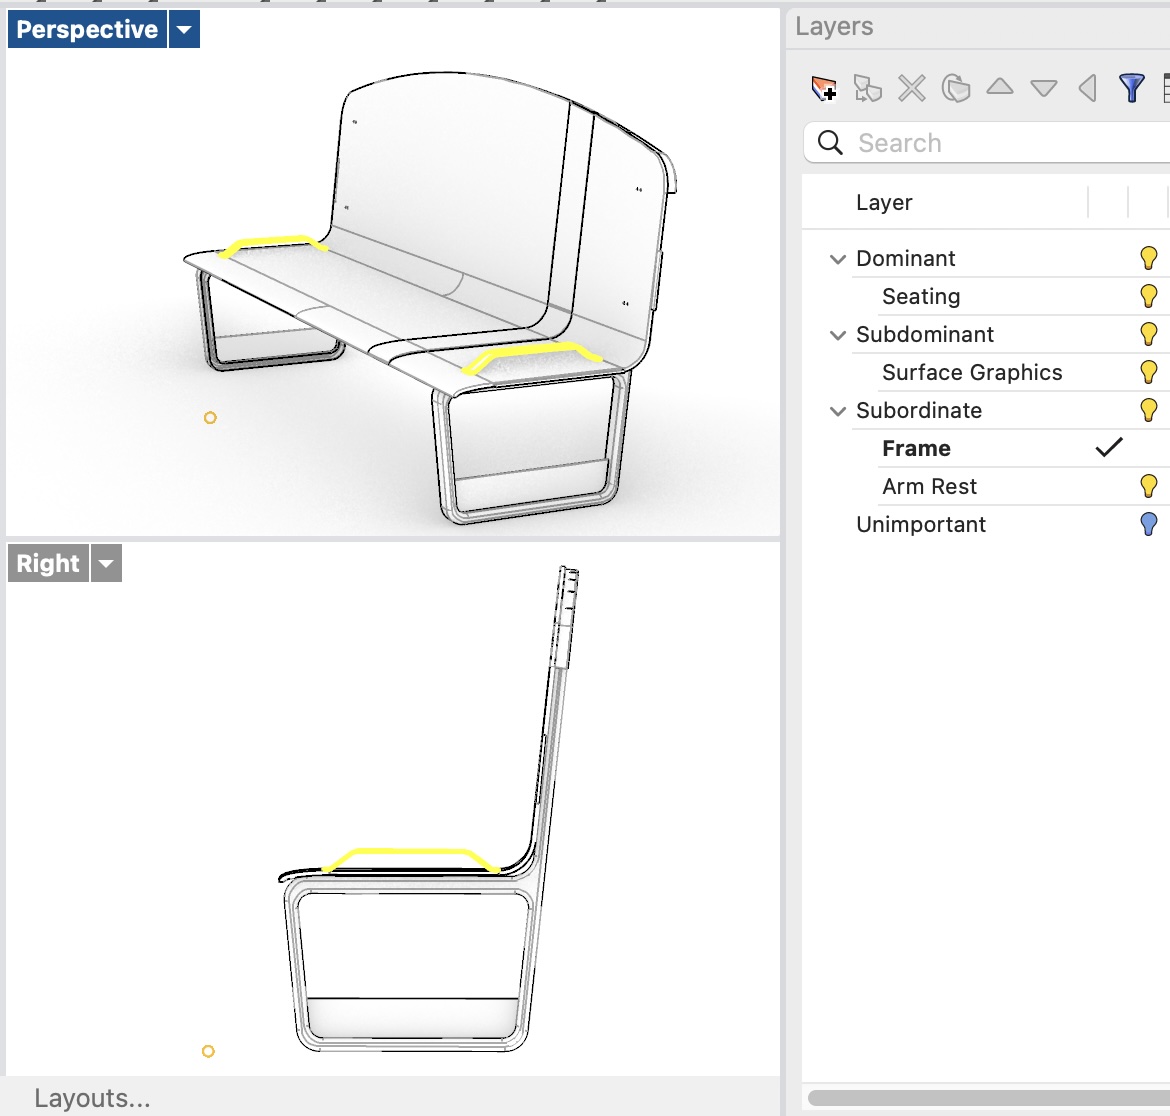 Perspective
Layers
Search
Layer
Dominant
Seating
Subdominant
Surface Graphics
Subordinate
Frame
Arm Rest
Unimportant
Right
Layouts...